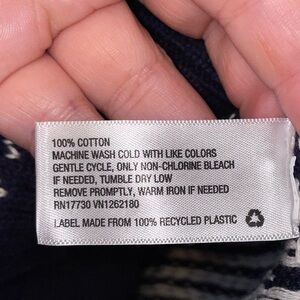 100% COTTON
MACHINE WASH COLD WITH LIKE COLORS
GENTLE CYCLE, ONLY NON-CHLORINE BLEACH
IF NEEDED, TUMBLE DRY LOW
REMOVE PROMPTLY, WARM IRON IF NEEDED
RN17730 VN1262180
LABEL MADE FROM 100% RECYCLED PLASTIC